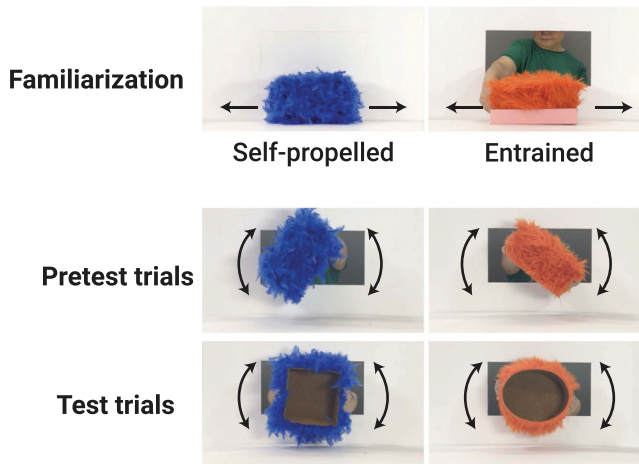 Familiarization
Self-propelled
Entrained
Pretest trials
Test trials